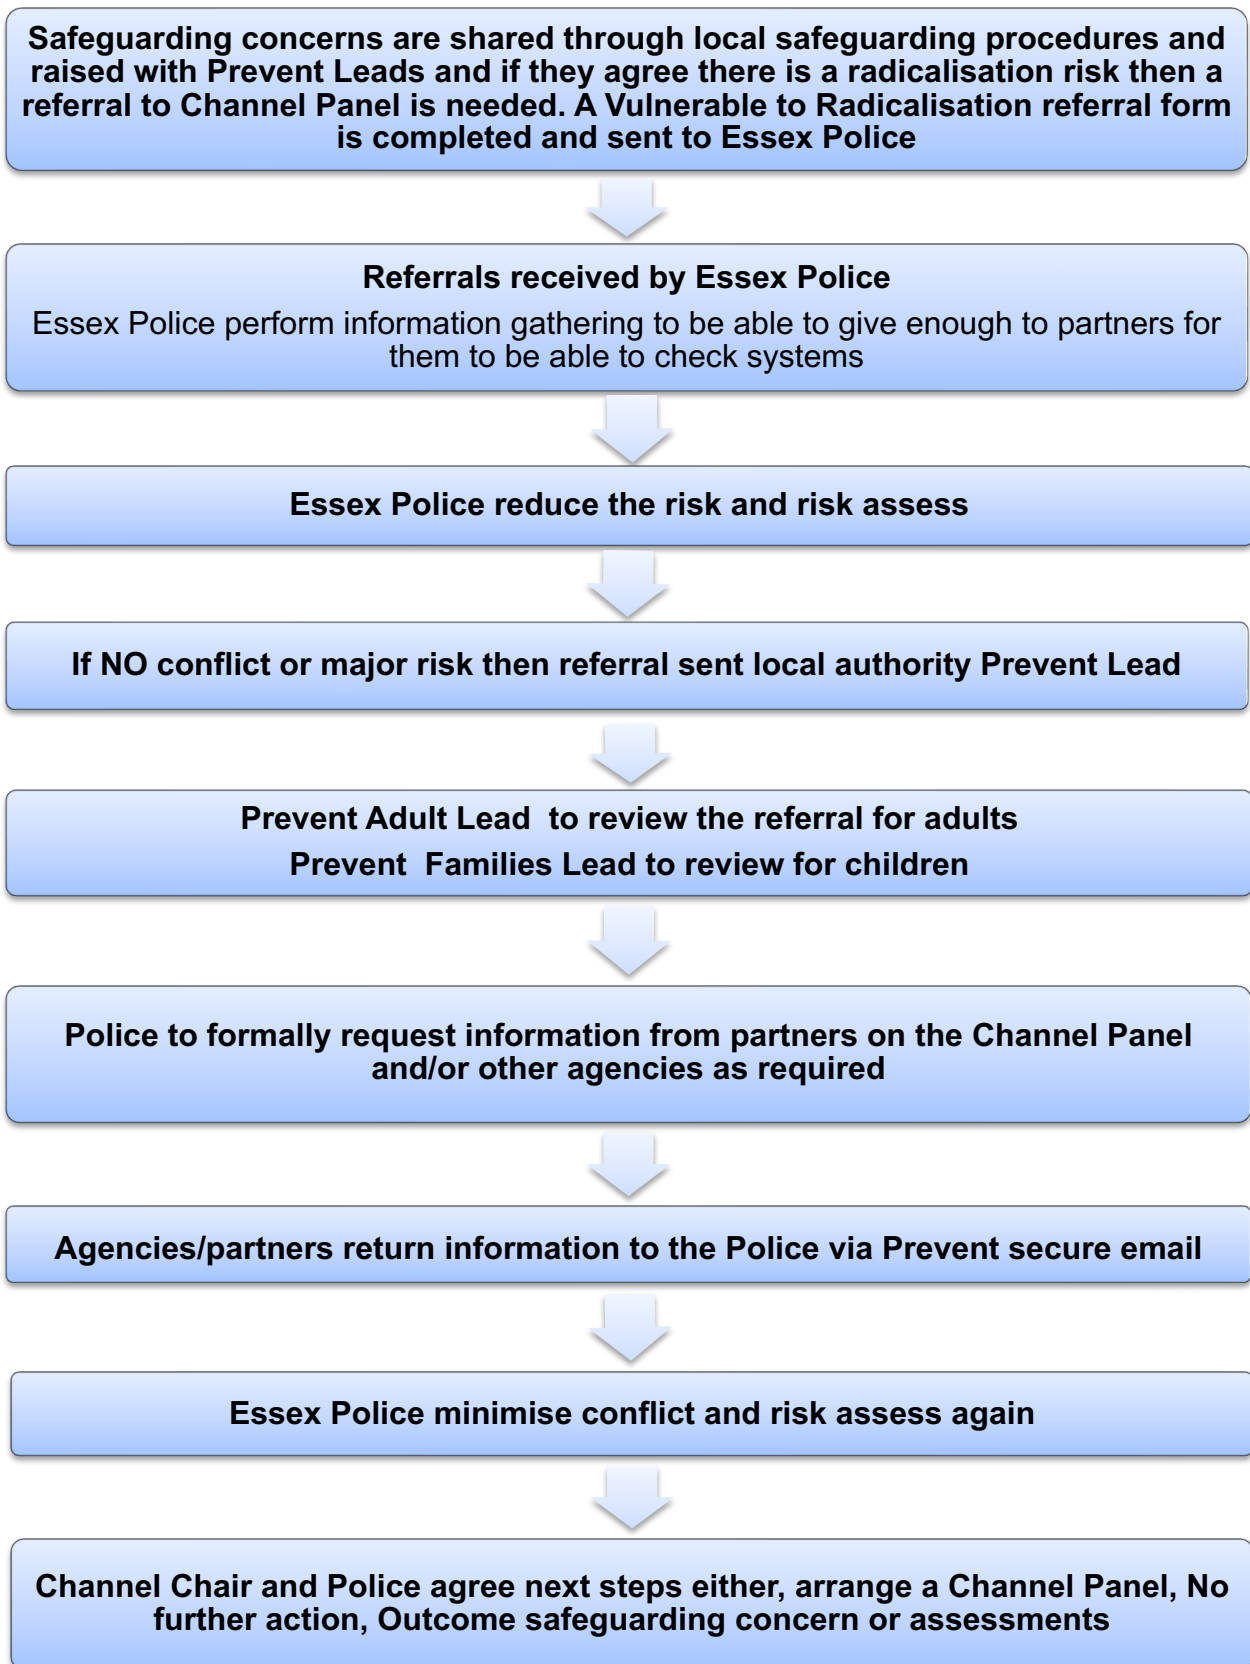 Safeguarding concerns are shared through local safeguarding procedures and
raised with Prevent Leads and if they agree there is a radicalisation risk then a
referral to Channel Panel is needed. A Vulnerable to Radicalisation referral form
is completed and sent to Essex Police
Referrals received by Essex Police
Essex Police perform information gathering to be able to give enough to partners for
them to be able to check systems
Essex Police reduce the risk and risk assess
If NO conflict or major risk then referral sent local authority Prevent Lead
Prevent Adult Lead  to review the referral for adults
Prevent  Families Lead to review for children
Police to formally request information from partners on the Channel Panel
and/or other agencies as required
Agencies/partners return information to the Police via Prevent secure email
Essex Police minimise conflict and risk assess again
Channel Chair and Police agree next steps either, arrange a Channel Panel, No
further action, Outcome safeguarding concern or assessments